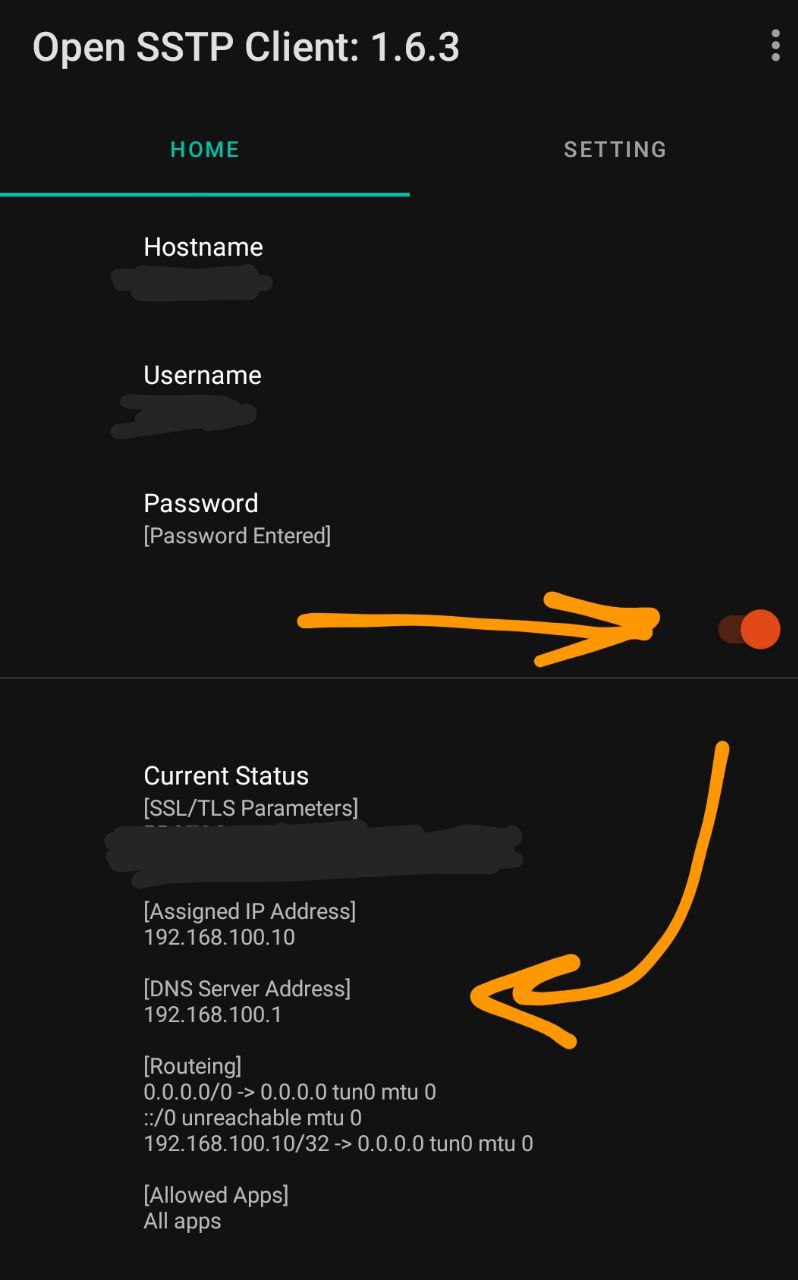 Open SSTP Client: 1.6.3
HOME
SETTING
Hostname
Username
Password
[Password Entered]
Current Status
[SSL/TLS Parameters]
[Assigned IP Address]
192.168.100.10
[DNS Server Address]
192.168.100.1
[Routeing]
0.0.0.0/0 -> 0.0.0.0 tun0 mtu 0
::/0 unreachable mtu 0
192.168.100.10/32 -> 0.0.0.0 tun0 mtu 0
[Allowed Apps]
All apps